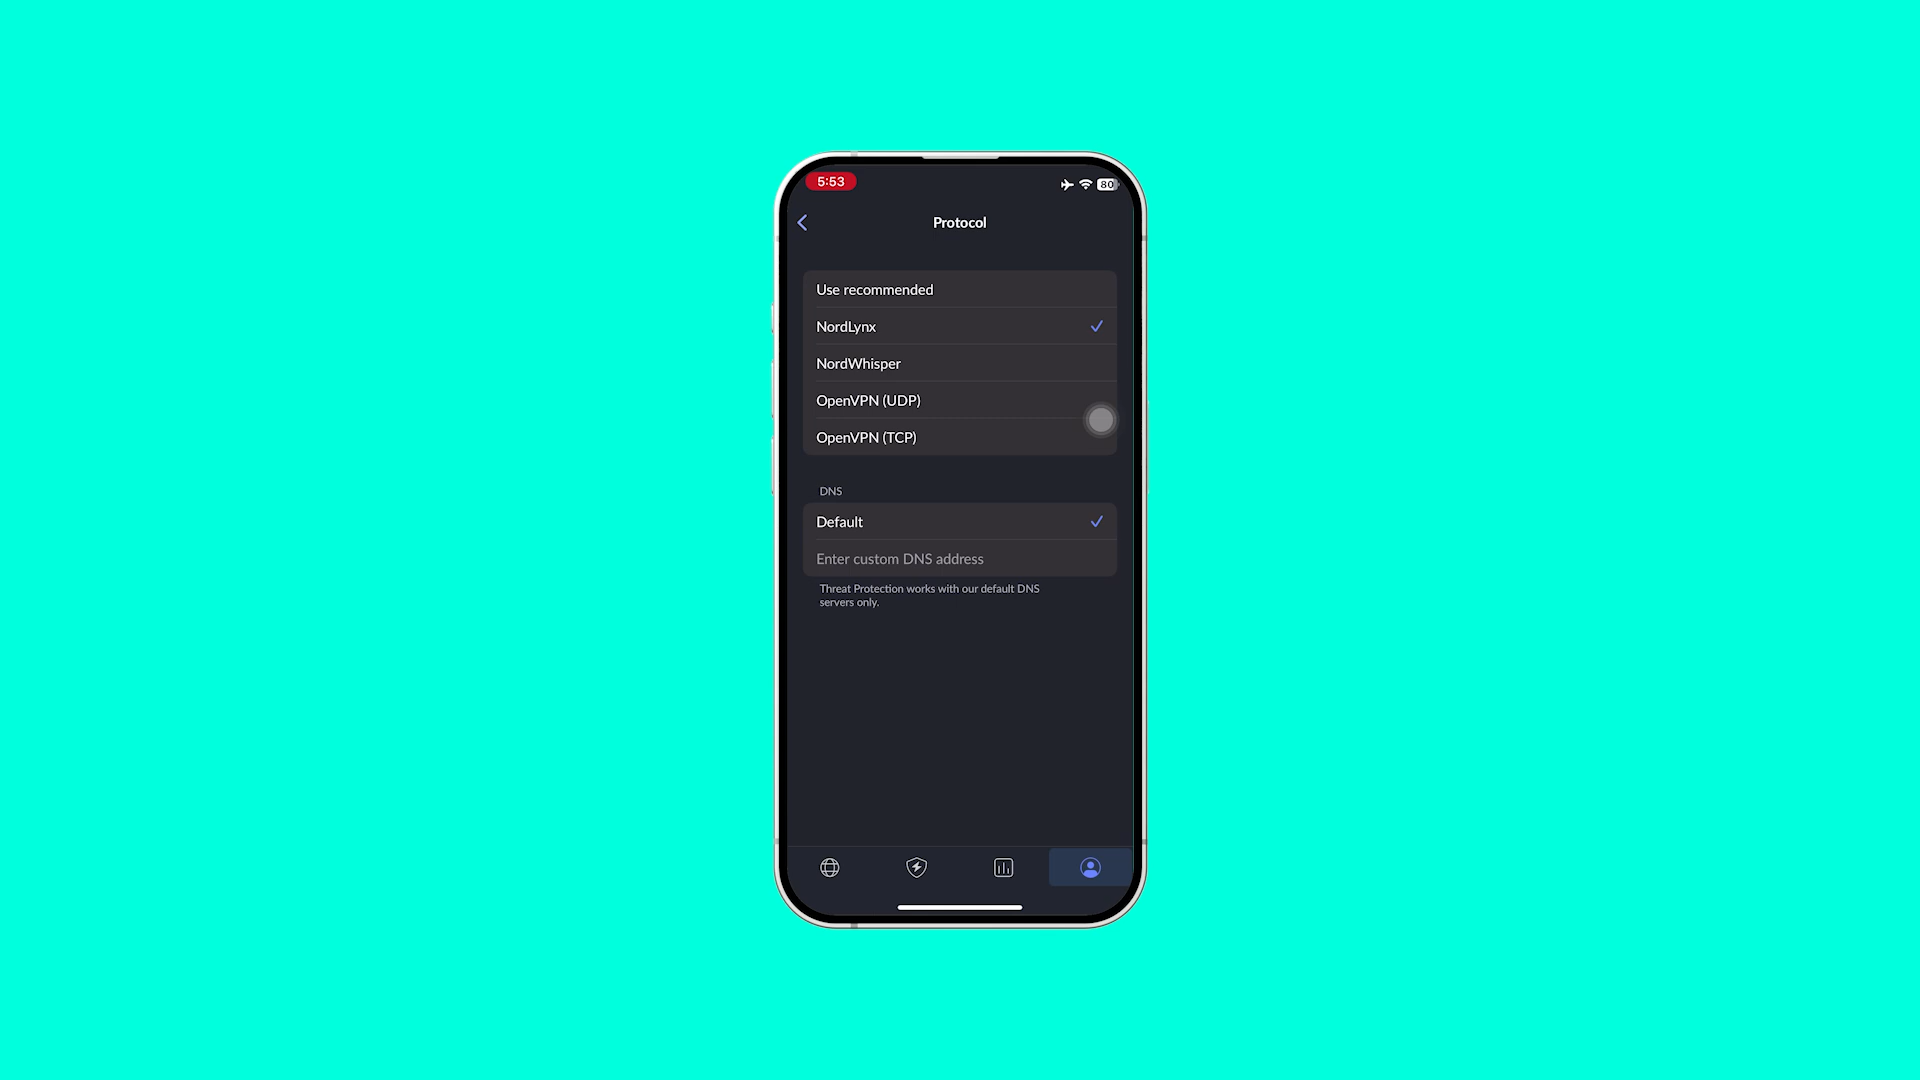 5:53
80
Protocol
Use recommended
NordLynx
NordWhisper
OpenVPN (UDP)
OpenVPN (TCP)
DNS
Default
Enter custom DNS address
Threat Protection works with our default DNS
servers only.